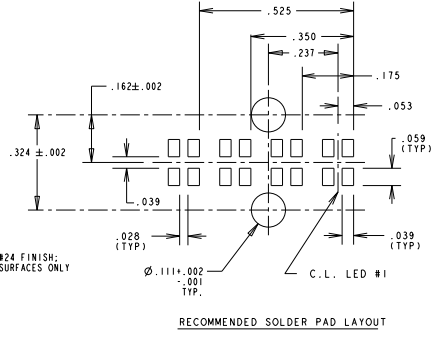 .525
.350
.237
.175
.162±.002
.053
.059
(TYP)
.324±.002
.039
.028
(TYP)
.039
(TYP)
#24 FINISH;
SURFACES ONLY
Ø.111+.002
-.001
TYP.
C.L. LED #1
RECOMMENDED SOLDER PAD LAYOUT